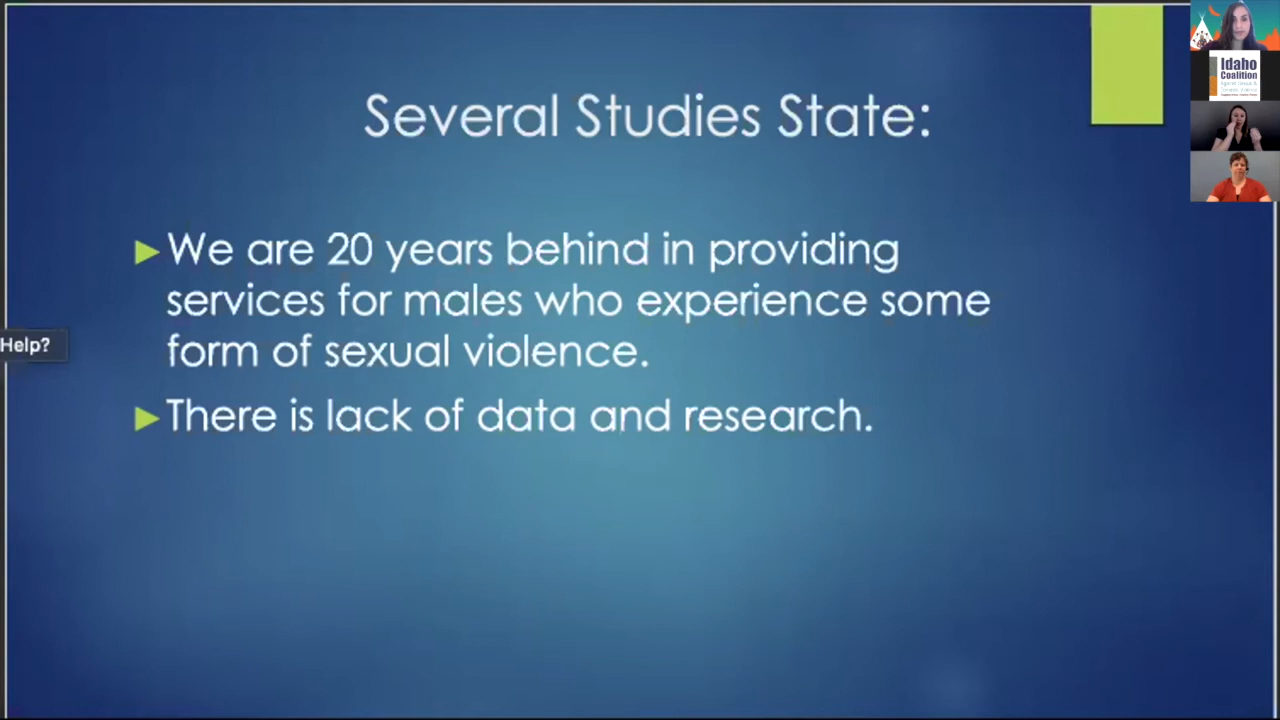 Several Studies State:
We are 20 years behind in providing
services for males who experience some
form of sexual violence.
There is lack of data and research.
Help?
Idaho
Coalition